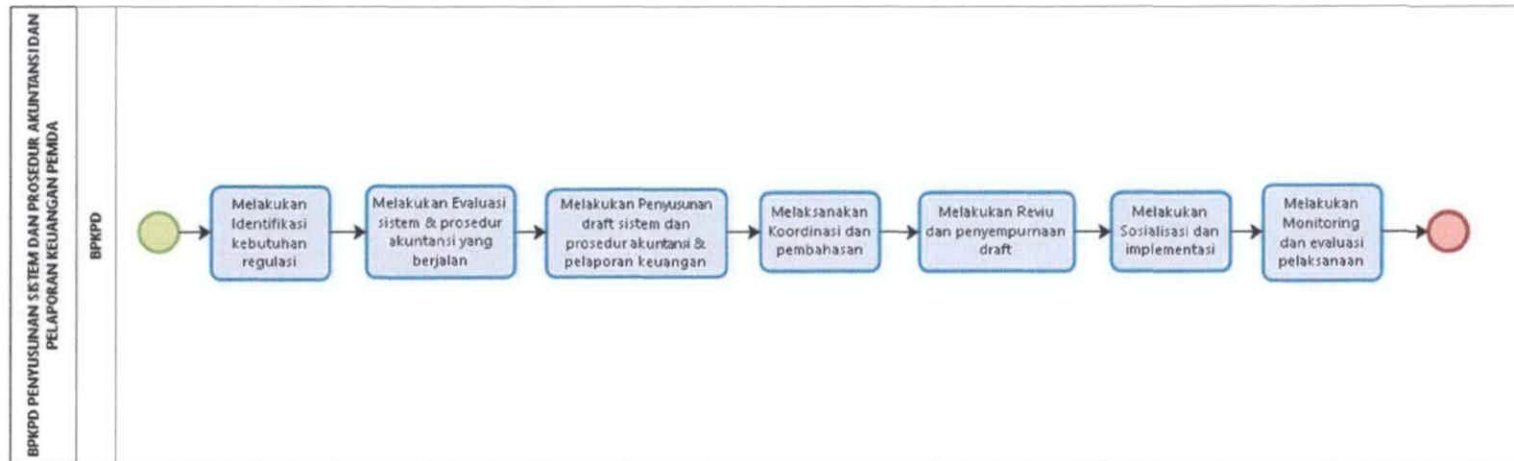 BPKPD PENYUSUNAN SISTEM DAN PROSEDUR AKUNTANSI DAN
PELAPORAN KEUANGAN PEMDA
BPKPD
Melakukan
Identifikasi
kebutuhan
regulasi
Melakukan Evaluasi
sistem & prosedur
akuntansi yang
berjalan
Melakukan Penyusunan
draft sistem dan
prosedur akuntansi &
pelaporan keuangan
Melaksanakan
Koordinasi dan
pembahasan
Melakukan Reviu
dan penyempurnaan
draft
Melakukan
Sosialisasi dan
implementasi
Melakukan
Monitoring
dan evaluasi
pelaksanaan